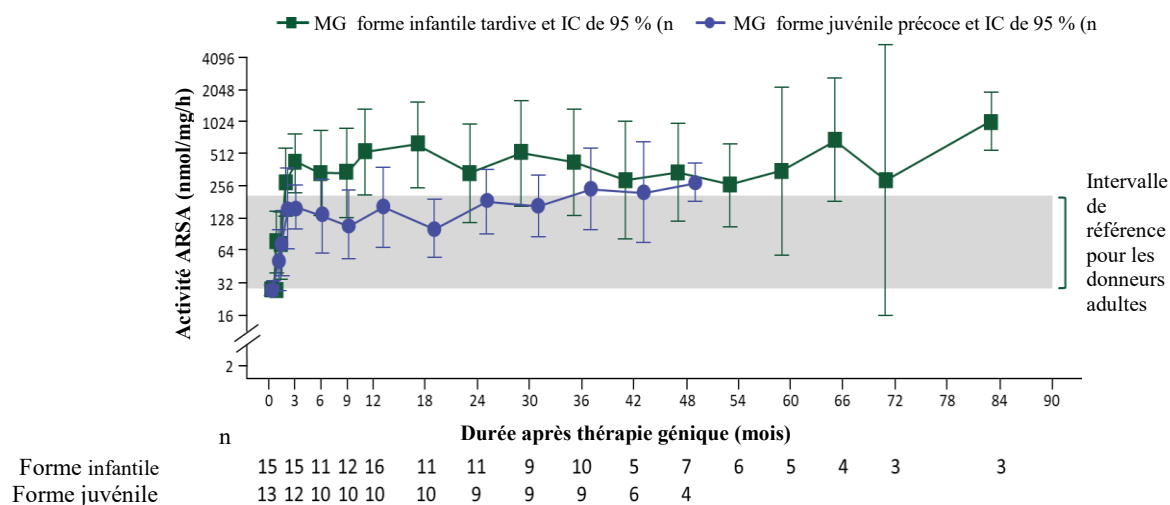 MG forme infantile tardive et IC de 95 % (n
MG forme juvénile précoce et IC de 95 % (n
Activité ARSA (nmol/mg/h)
4096
2048
1024
512
256
128
64
32
16
2
Intervalle
de
référence
pour les
donneurs
adultes
0 3 6 9 12 18 24 30 36 42 48 54 60 66 72 78 84 90
Durée après thérapie génique (mois)
n
Forme infantile 15 15 11 12 16 11 11 9 10 5 7 6 5 4 3 3
Forme juvénile 13 12 10 10 10 10 9 9 9 6 4